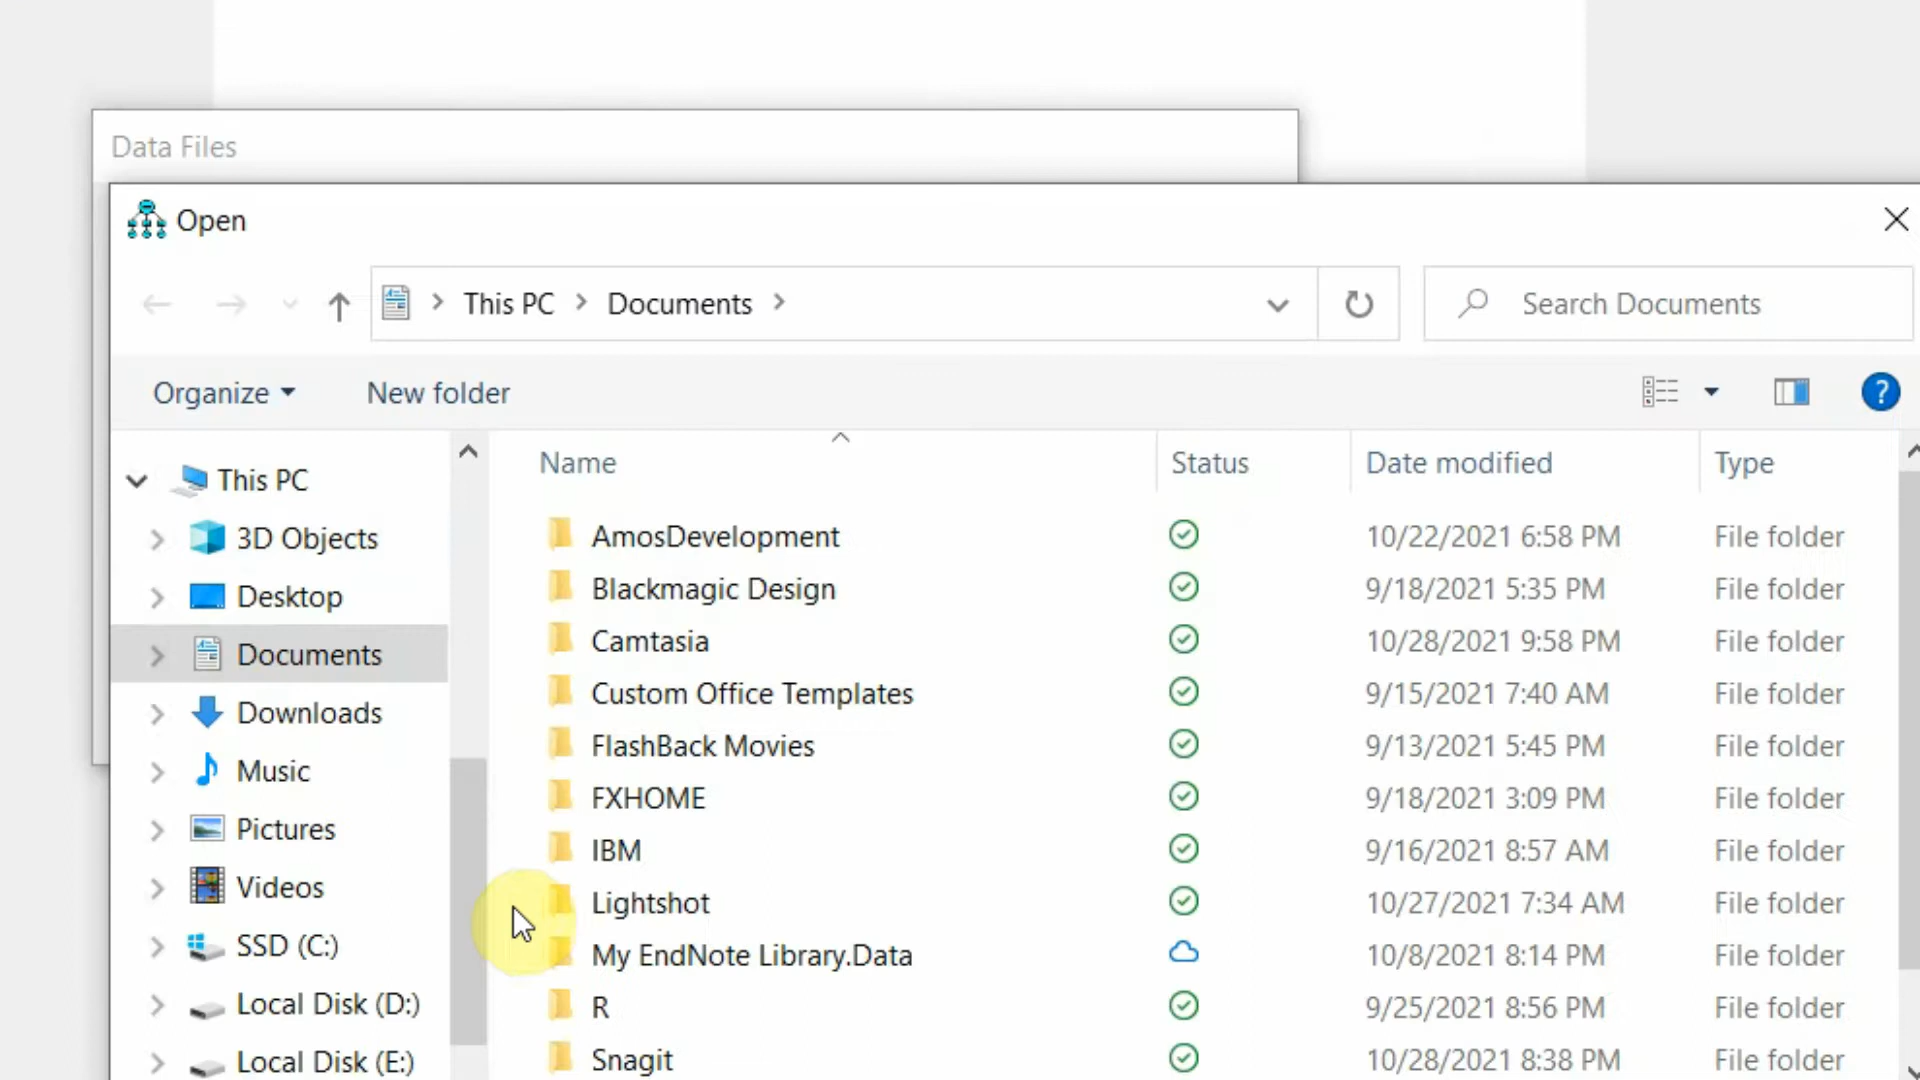 Data Files
Open
This PC Documents
Search Documents
Organize New folder
?
Name Status Date modified Type
This PC
3D Objects
Desktop
Documents
Downloads
Music
Pictures
Videos
SSD (C:)
Local Disk (D:)
Local Disk (E:)
AmosDevelopment 10/22/2021 6:58 PM File folder
Blackmagic Design 9/18/2021 5:35 PM File folder
Camtasia 10/28/2021 9:58 PM File folder
Custom Office Templates 9/15/2021 7:40 AM File folder
FlashBack Movies 9/13/2021 5:45 PM File folder
FXHOME 9/18/2021 3:09 PM File folder
IBM 9/16/2021 8:57 AM File folder
Lightshot 10/27/2021 7:34 AM File folder
My EndNote Library.Data 10/8/2021 8:14 PM File folder
R 9/25/2021 8:56 PM File folder
Snagit 10/28/2021 8:38 PM File folder